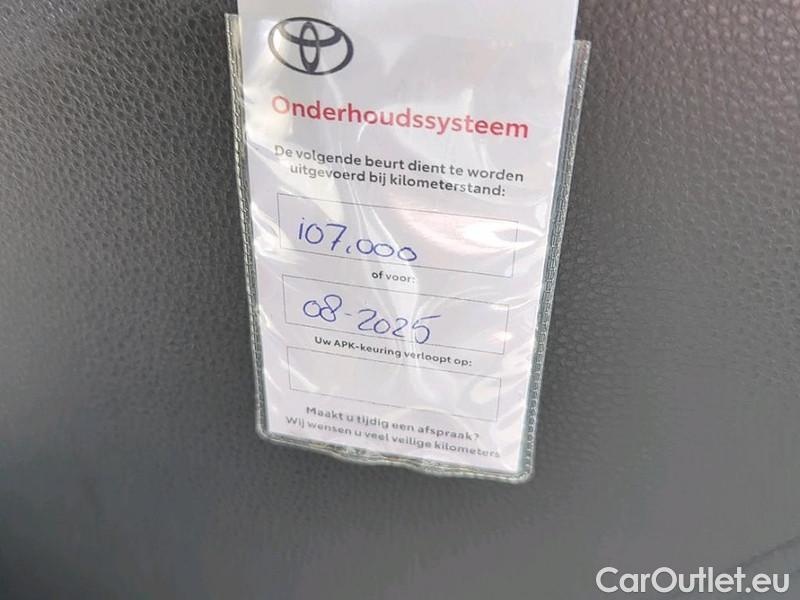 Onderhoudssysteem
De volgende beurt dient te worden
uitgevoerd bij kilometerstand:
107.000
of voor:
08-2025
Uw APK-keuring verloopt op:
Maakt u tijdig een afspraak?
Wij wensen u veel veilige kilometers
CarOutlet.eu